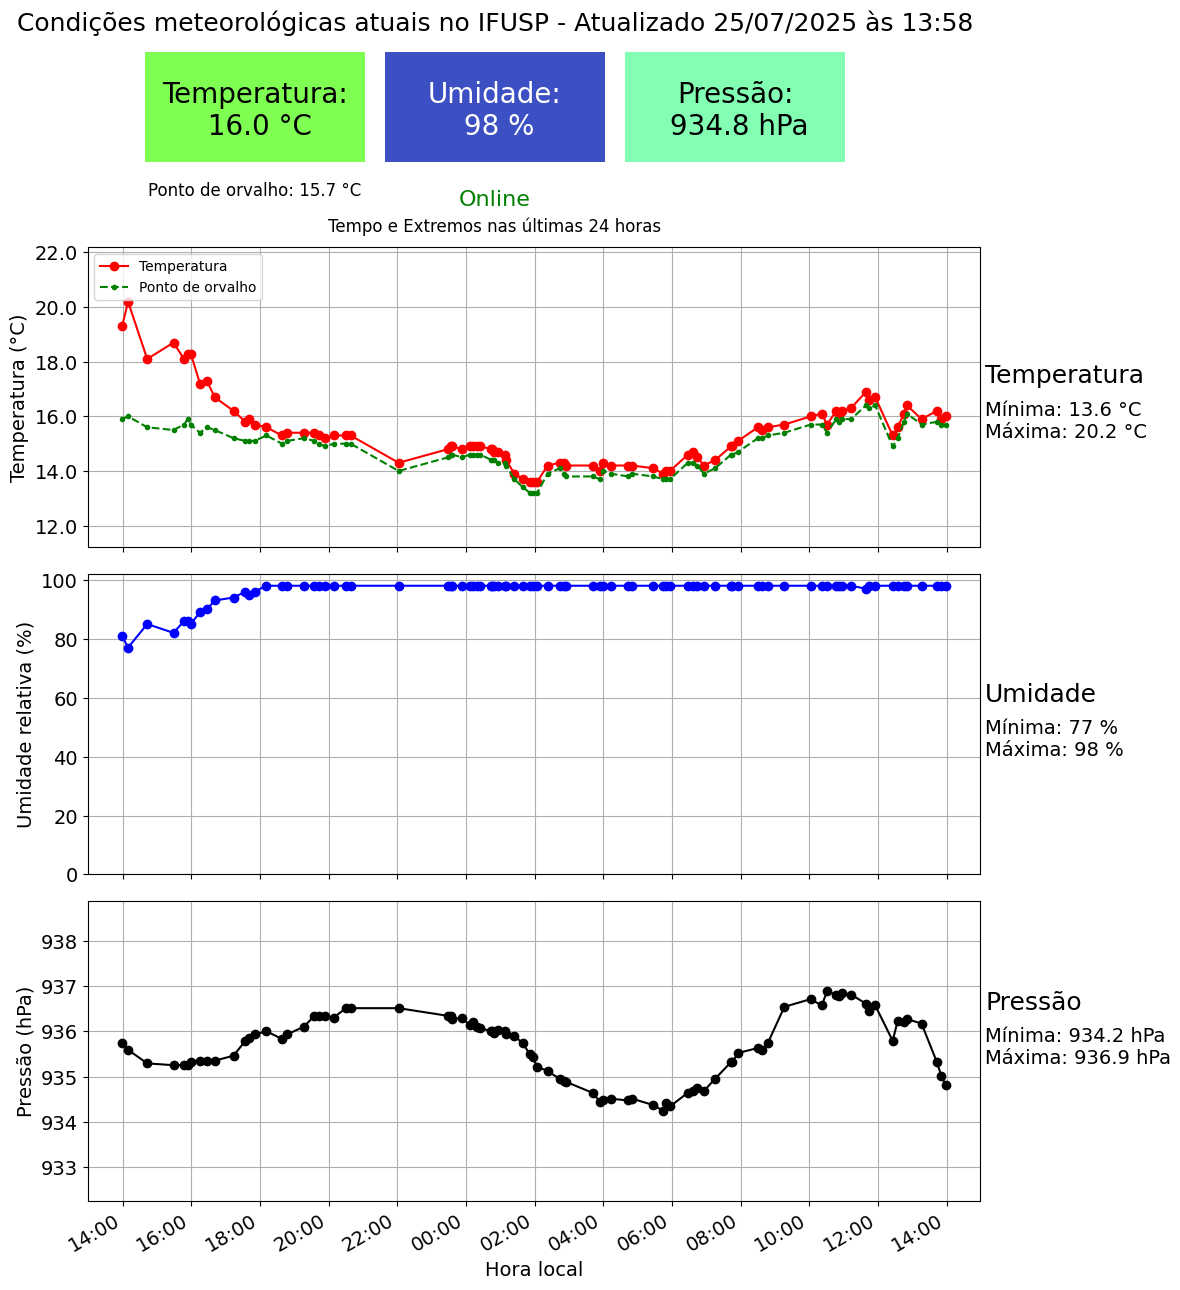 Condições meteorológicas atuais no IFUSP - Atualizado 25/07/2025 às 13:58
Temperatura:
16.0 °C
Umidade:
98 %
Pressão:
934.8 hPa
Ponto de orvalho: 15.7 °C
Online
Tempo e Extremos nas últimas 24 horas
Temperatura (°C)
22.0
20.0
18.0
16.0
14.0
12.0
Temperatura
Ponto de orvalho
Temperatura
Mínima: 13.6 °C
Máxima: 20.2 °C
Umidade relativa (%)
100
80
60
40
20
0
Umidade
Mínima: 77 %
Máxima: 98 %
Pressão (hPa)
938
937
936
935
934
933
Pressão
Mínima: 934.2 hPa
Máxima: 936.9 hPa
14:00
16:00
18:00
20:00
22:00
00:00
02:00
04:00
06:00
08:00
10:00
12:00
14:00
Hora local